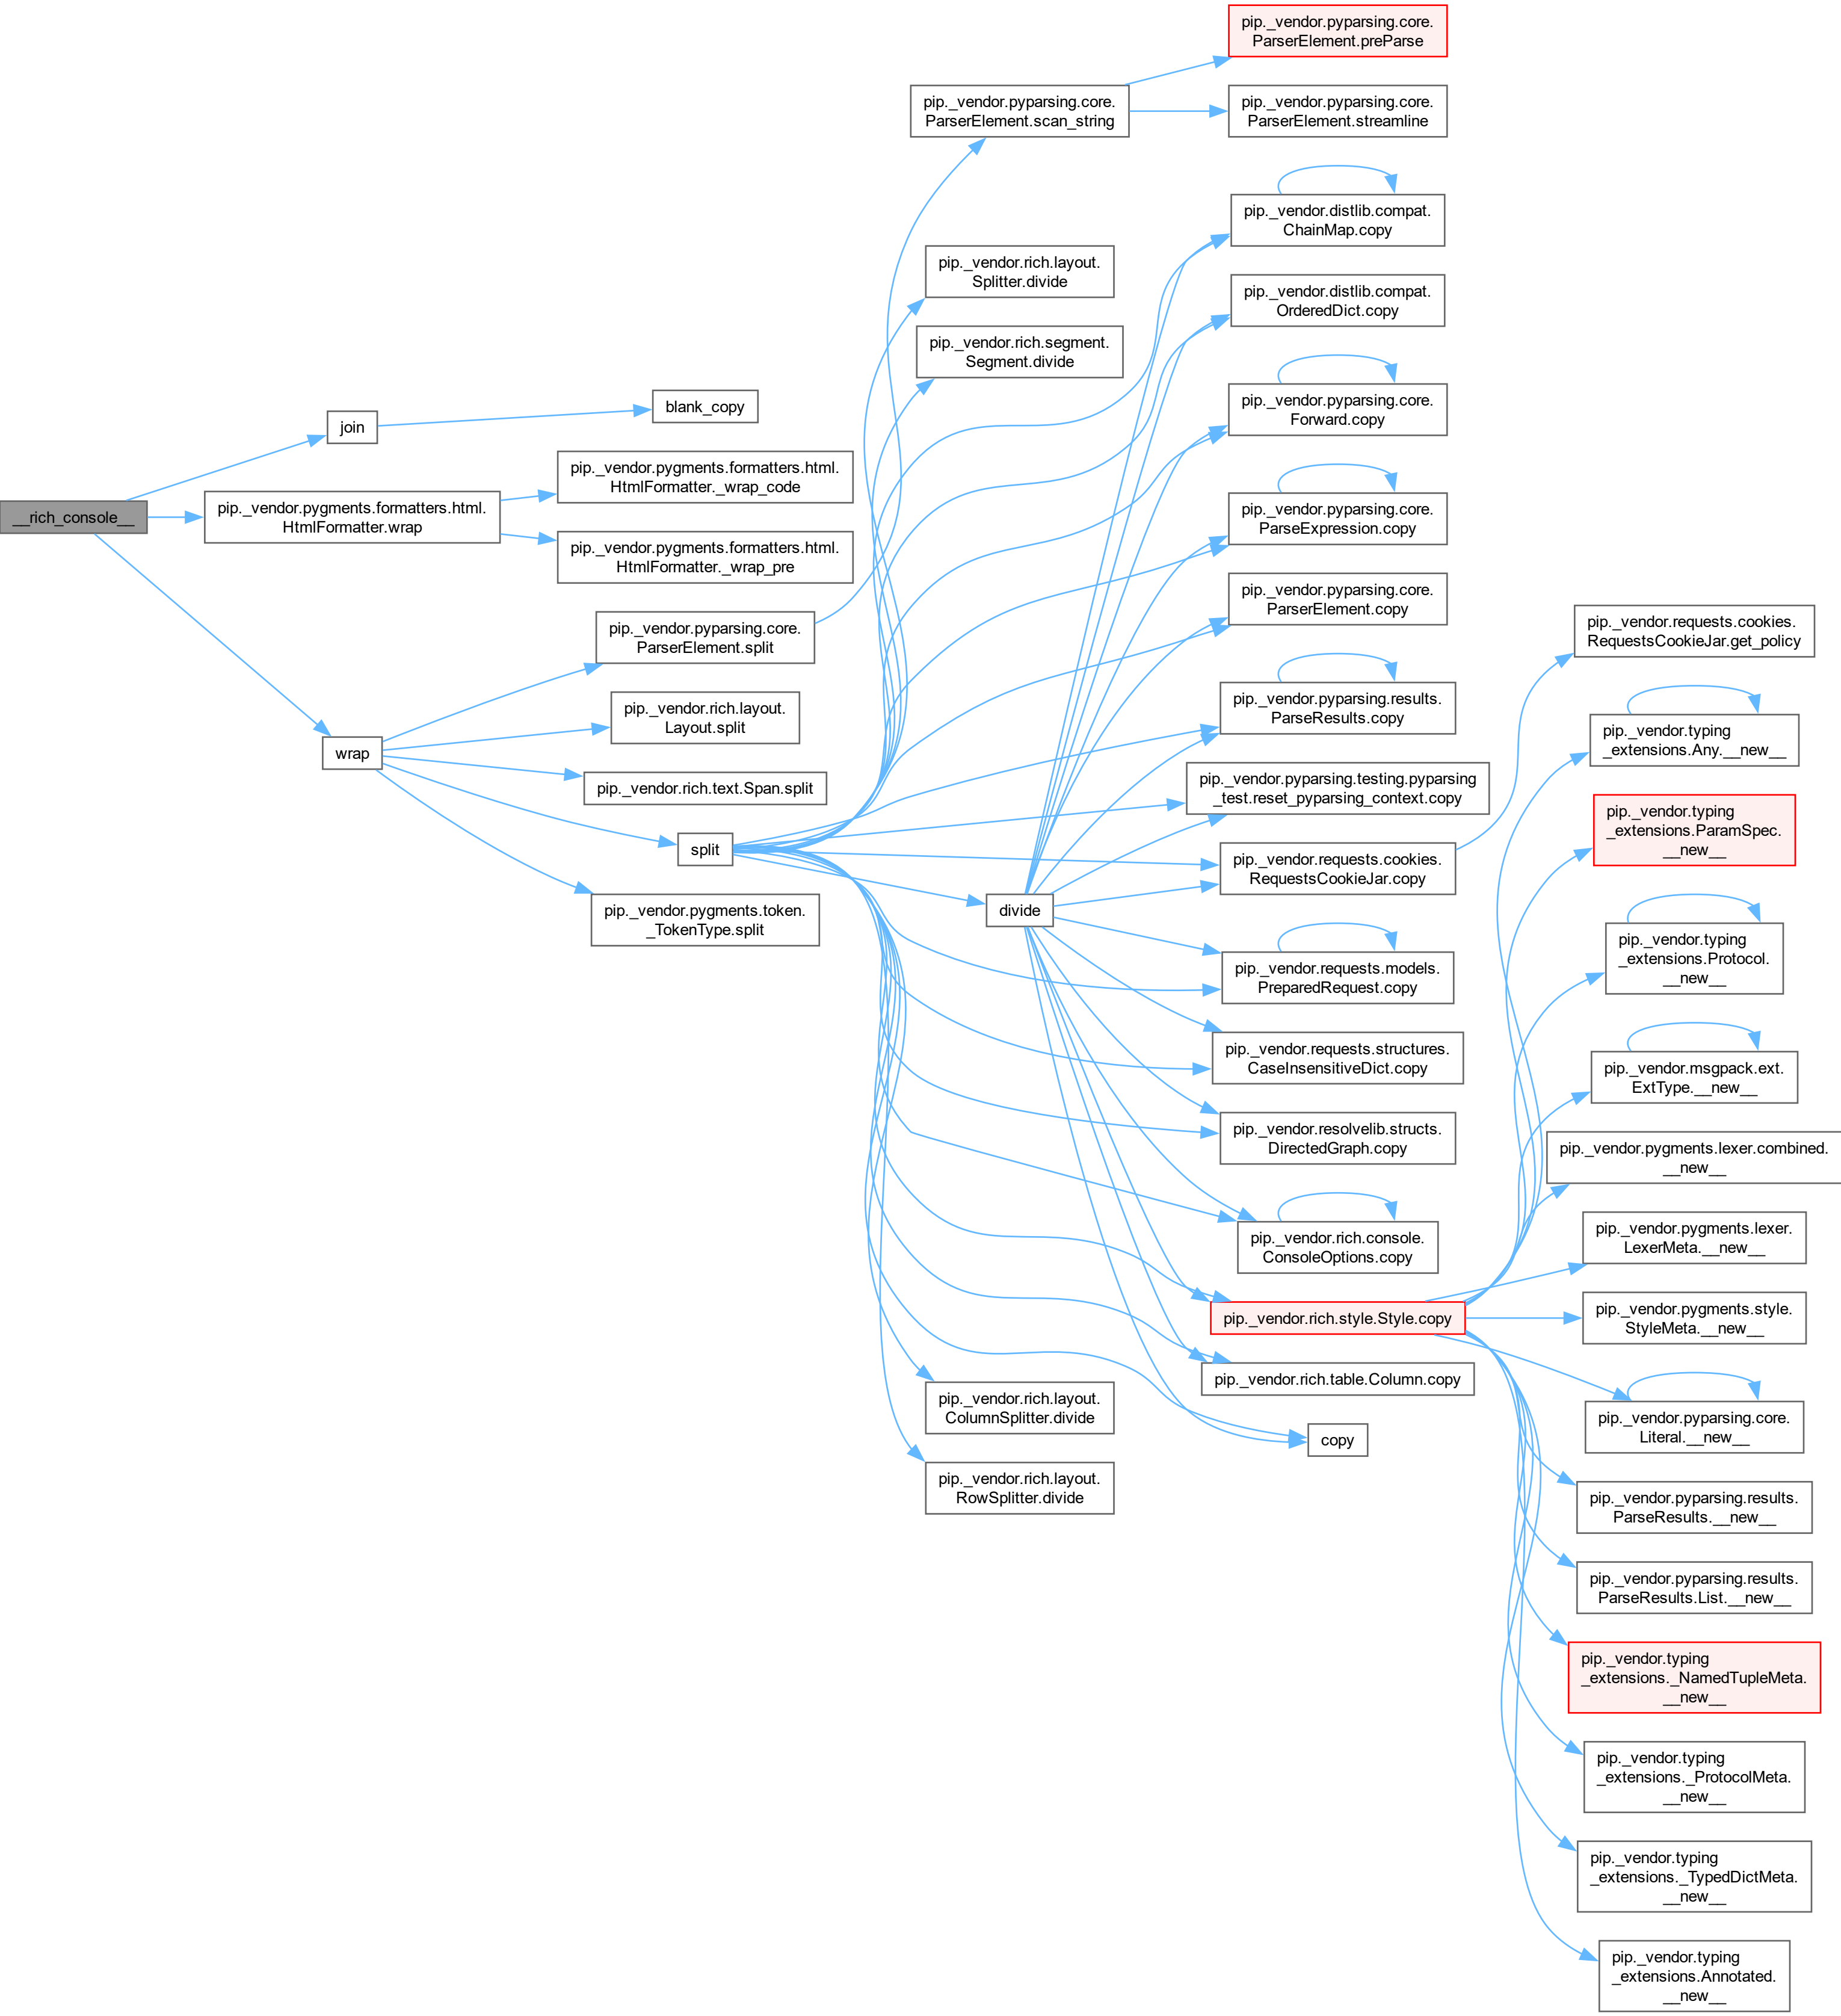 __rich_console__
join
blank_copy
pip._vendor.pygments.formatters.html.
HtmlFormatter.wrap
pip._vendor.pygments.formatters.html.
HtmlFormatter._wrap_code
pip._vendor.pygments.formatters.html.
HtmlFormatter._wrap_pre
wrap
pip._vendor.pyparsing.core.
ParserElement.split
pip._vendor.rich.layout.
Layout.split
pip._vendor.rich.text.Span.split
split
pip._vendor.pygments.token.
_TokenType.split
pip._vendor.pyparsing.core.
ParserElement.scan_string
pip._vendor.rich.layout.
Splitter.divide
pip._vendor.rich.segment.
Segment.divide
divide
pip._vendor.rich.layout.
ColumnSplitter.divide
pip._vendor.rich.layout.
RowSplitter.divide
pip._vendor.pyparsing.core.
ParserElement.preParse
pip._vendor.pyparsing.core.
ParserElement.streamline
pip._vendor.distlib.compat.
ChainMap.copy
pip._vendor.distlib.compat.
OrderedDict.copy
pip._vendor.pyparsing.core.
Forward.copy
pip._vendor.pyparsing.core.
ParseExpression.copy
pip._vendor.pyparsing.core.
ParserElement.copy
pip._vendor.pyparsing.results.
ParseResults.copy
pip._vendor.pyparsing.testing.pyparsing
_test.reset_pyparsing_context.copy
pip._vendor.requests.cookies.
RequestsCookieJar.copy
pip._vendor.requests.models.
PreparedRequest.copy
pip._vendor.requests.structures.
CaseInsensitiveDict.copy
pip._vendor.resolvelib.structs.
DirectedGraph.copy
pip._vendor.rich.console.
ConsoleOptions.copy
pip._vendor.rich.style.Style.copy
pip._vendor.rich.table.Column.copy
copy
pip._vendor.requests.cookies.
RequestsCookieJar.get_policy
pip._vendor.typing
_extensions.Any.__new__
pip._vendor.typing
_extensions.ParamSpec.
__new__
pip._vendor.typing
_extensions.Protocol.
__new__
pip._vendor.msgpack.ext.
ExtType.__new__
pip._vendor.pygments.lexer.combined.
__new__
pip._vendor.pygments.lexer.
LexerMeta.__new__
pip._vendor.pygments.style.
StyleMeta.__new__
pip._vendor.pyparsing.core.
Literal.__new__
pip._vendor.pyparsing.results.
ParseResults.__new__
pip._vendor.pyparsing.results.
ParseResults.List.__new__
pip._vendor.typing
_extensions._NamedTupleMeta.
__new__
pip._vendor.typing
_extensions._ProtocolMeta.
__new__
pip._vendor.typing
_extensions._TypedDictMeta.
__new__
pip._vendor.typing
_extensions.Annotated.
__new__